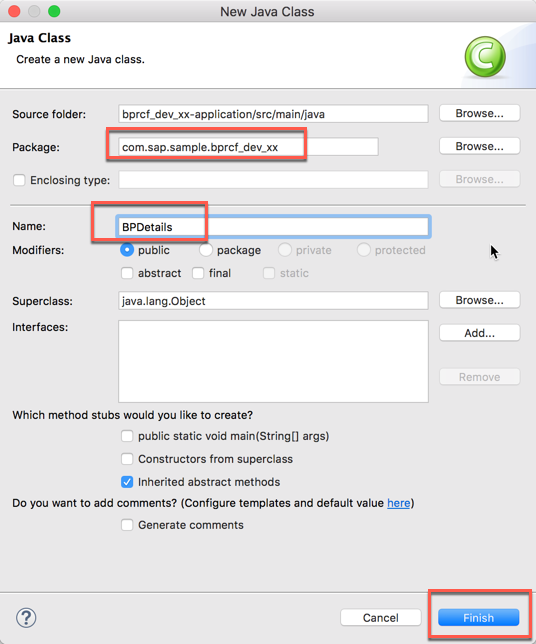 New Java Class
Java Class
Create a new Java class.
C
Source folder: bprcf_dev_xx-application/src/main/java Browse...
Package: com.sap.sample.bprcf_dev_xx Browse...
Enclosing type: Browse...
Name: BPDetails
Modifiers: public package private protected
abstract final static
Superclass: java.lang.Object Browse...
Interfaces: Add...
Remove
Which method stubs would you like to create?
public static void main(String[] args)
Constructors from superclass
Inherited abstract methods
Do you want to add comments? (Configure templates and default value here)
Generate comments
? Cancel Finish